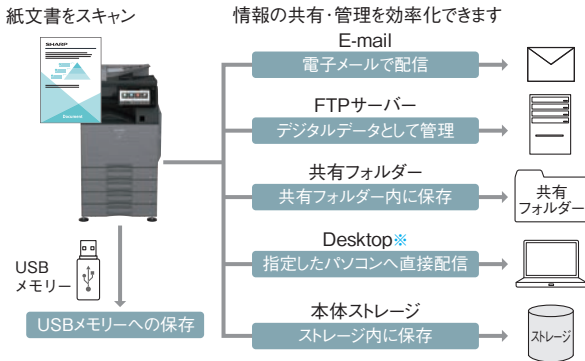 紙文書をスキャン
情報の共有・管理を効率化できます
SHARP
Document
E-mail
電子メールで配信
FTPサーバー
デジタルデータとして管理
共有フォルダー
共有フォルダー内に保存
共有
フォルダー
Desktop※
指定したパソコンへ直接配信
本体ストレージ
ストレージ内に保存
ストレージ
USB
メモリー
USBメモリーへの保存